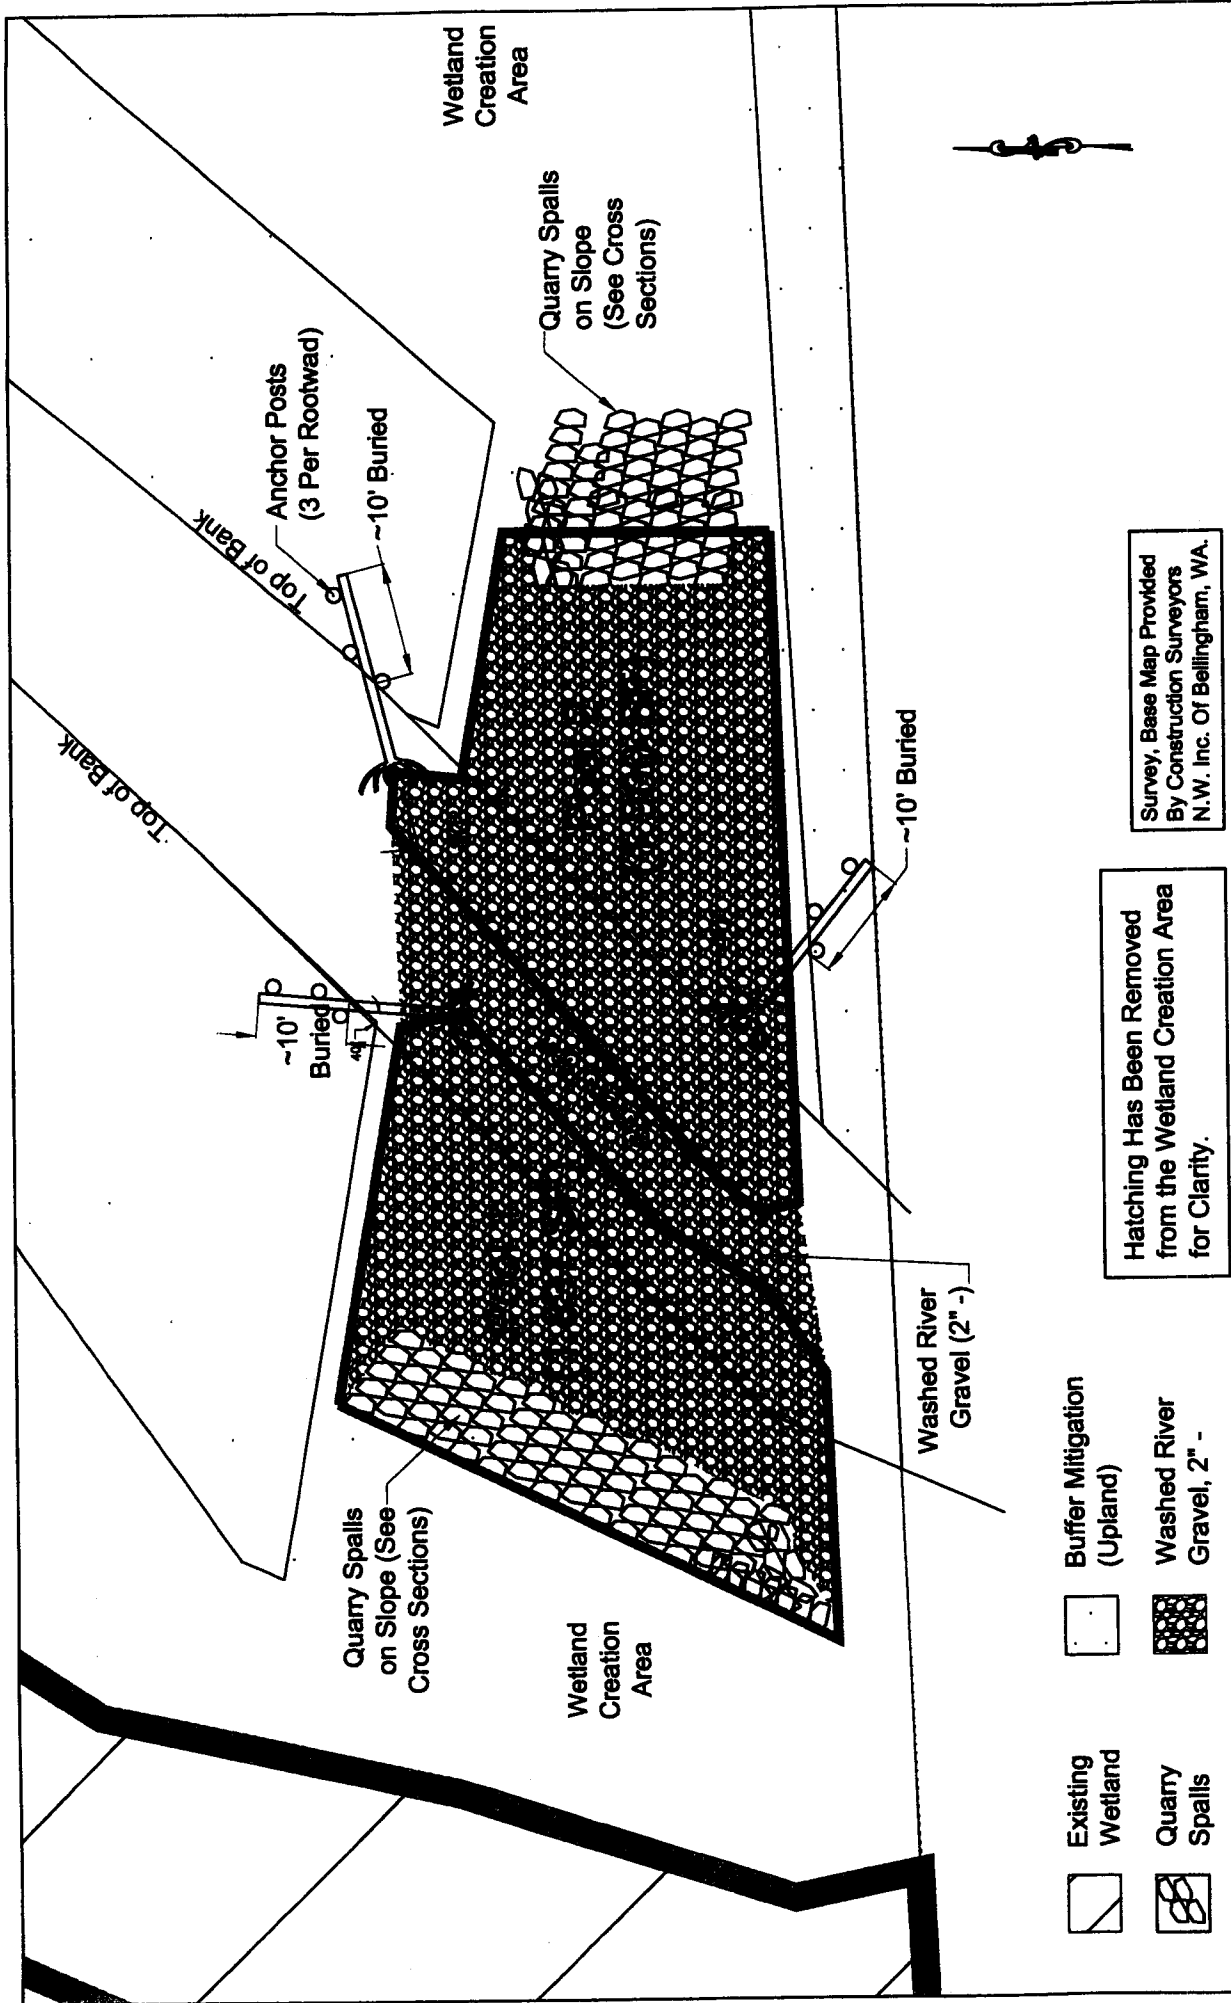 Wetland
Creation
Area
Quarry Spalls
on Slope
(See Cross
Sections)
Anchor Posts
(3 Per Rootwad)
~10' Buried
Top of Bank
Top of Bank
~10'
Buried
~10' Buried
Quarry Spalls
on Slope (See
Cross Sections)
Wetland
Creation
Area
Washed River
Gravel (2" -)
Existing
Wetland
Buffer Mitigation
(Upland)
Quarry
Spalls
Washed River
Gravel, 2" -
Hatching Has Been Removed
from the Wetland Creation Area
for Clarity.
Survey, Base Map Provided
By Construction Surveyors
N.W. Inc. Of Bellingham, WA.